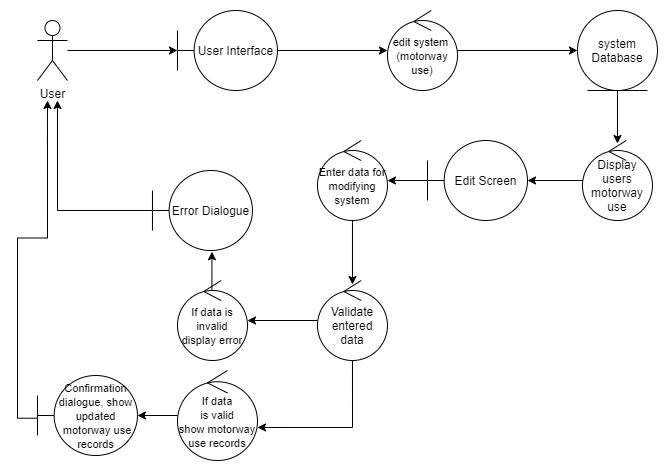 User
User Interface
edit system
(motorway
use)
system
Database
Display
users
motorway
use
Edit Screen
Enter data for
modifying
system
Validate
entered
data
If data is
invalid
display error
Error Dialogue
If data
is valid
show motorway
use records
Confirmation
dialogue, show
updated
motorway use
records